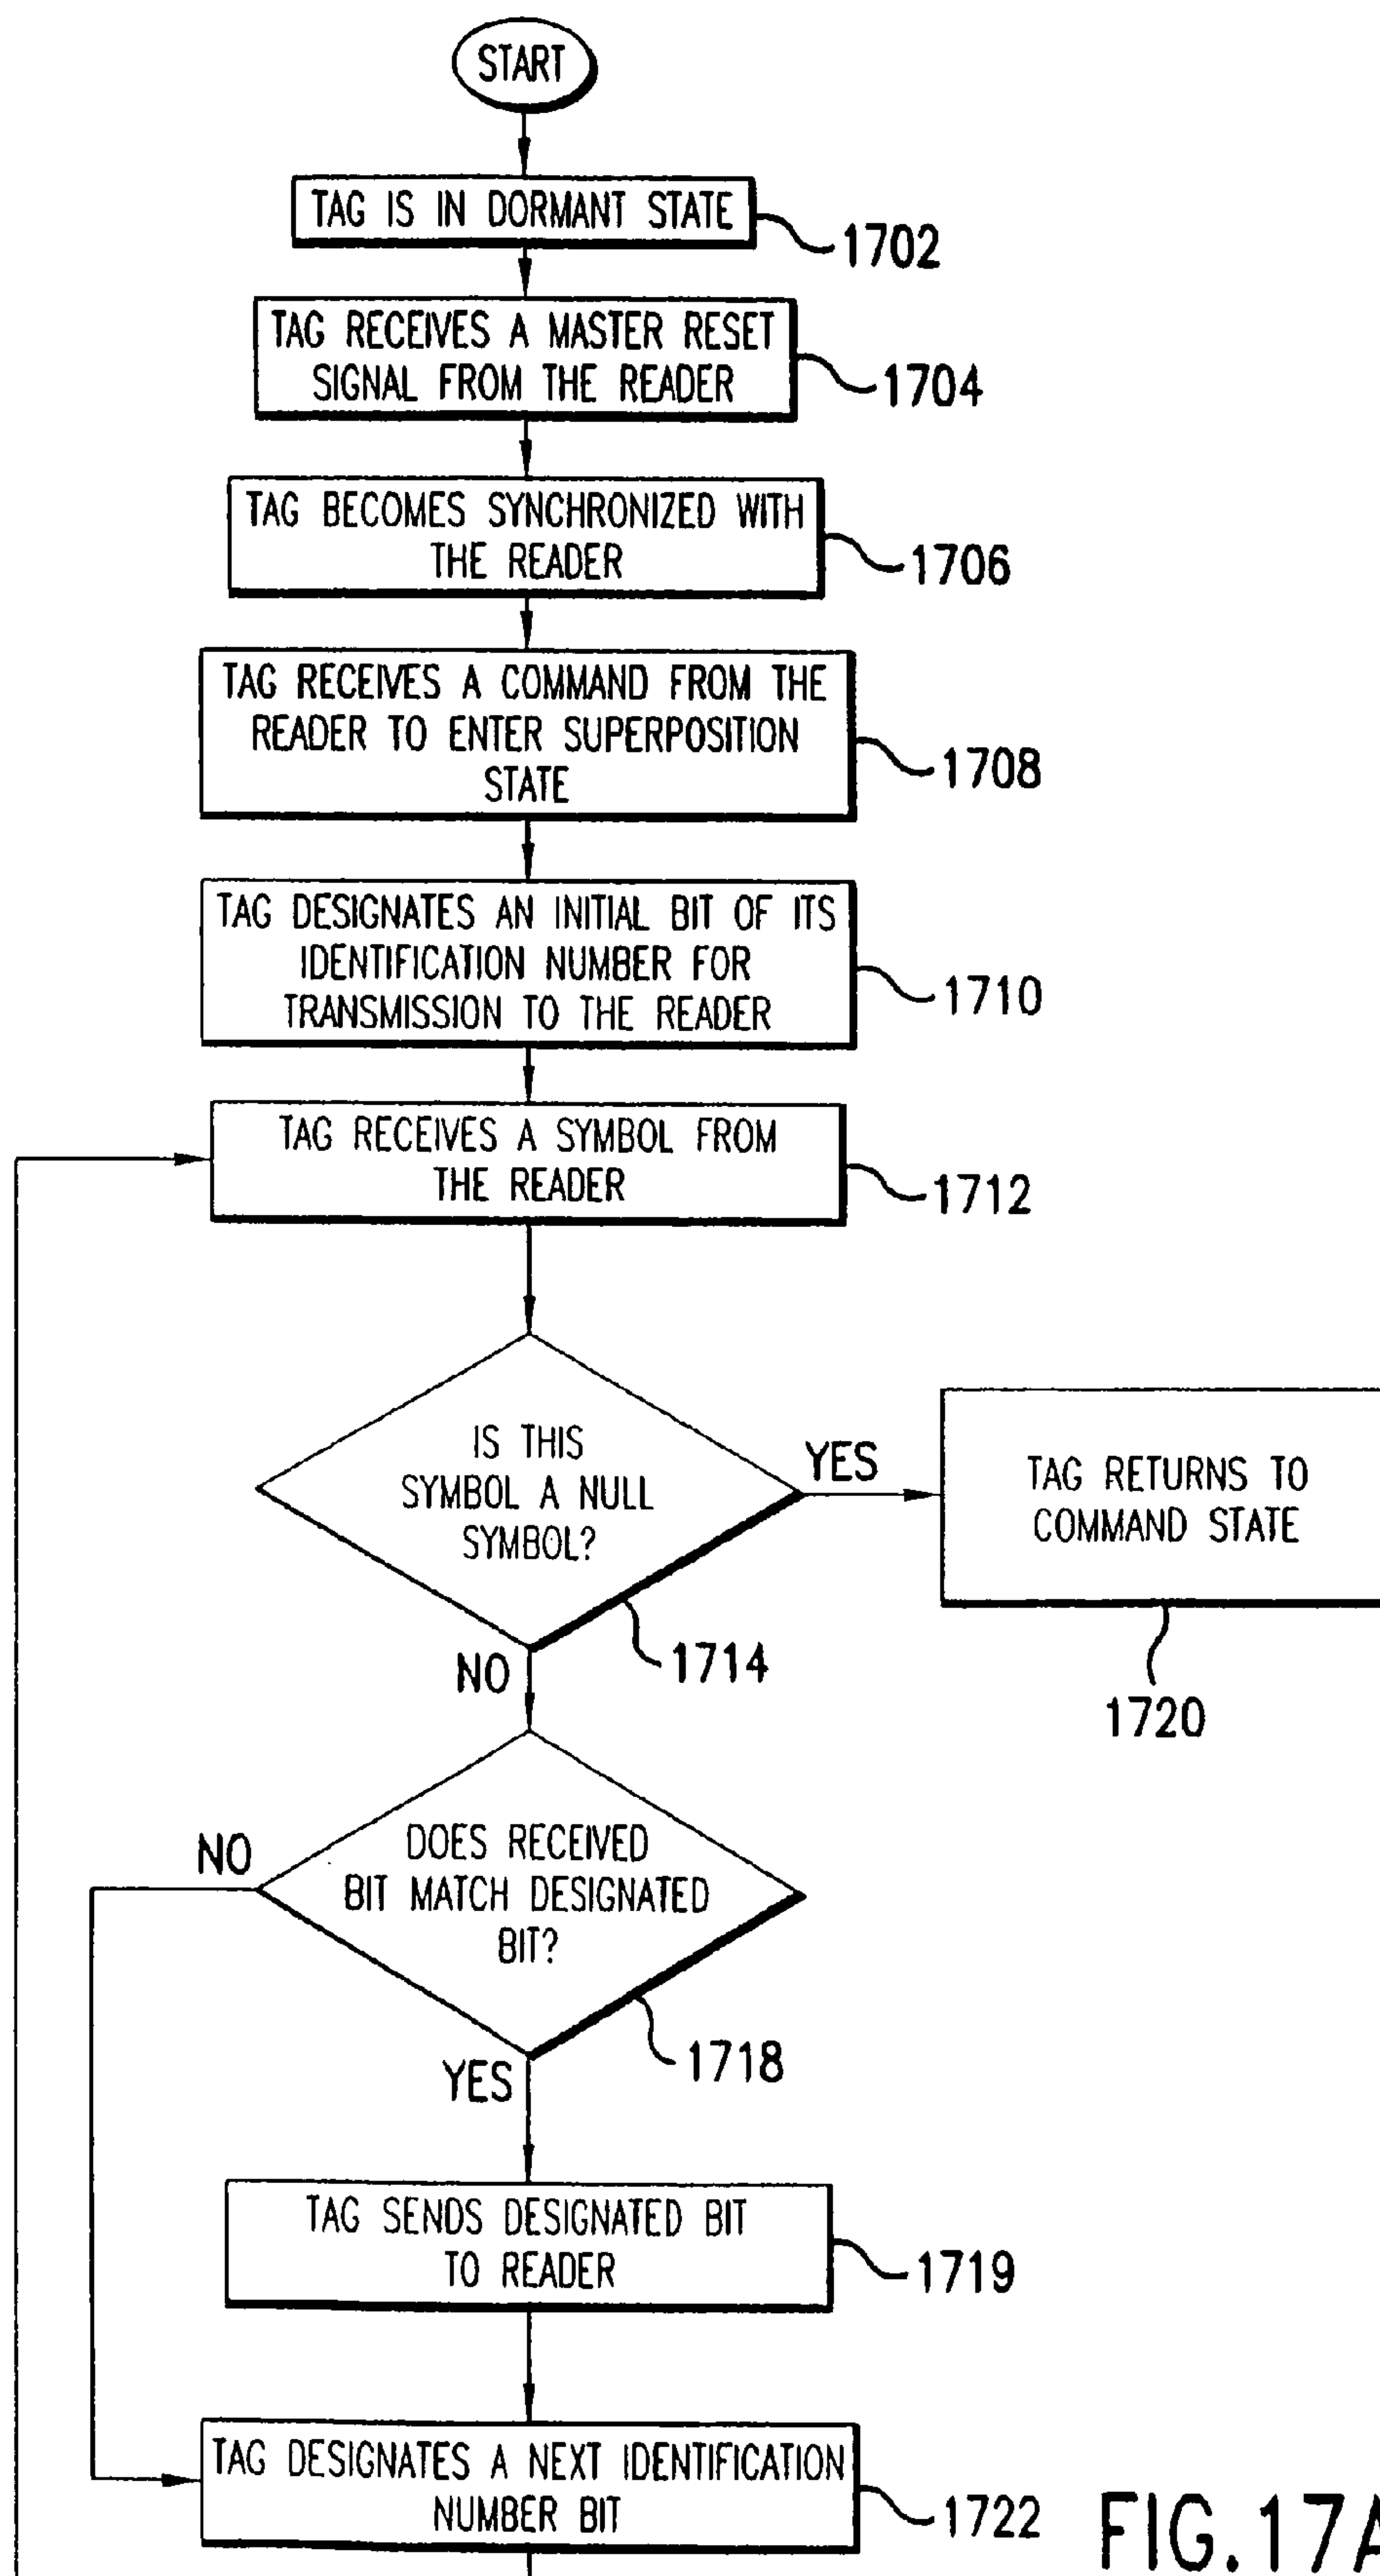 START
TAG IS IN DORMANT STATE
1702
TAG RECEIVES A MASTER RESET
SIGNAL FROM THE READER
1704
TAG BECOMES SYNCHRONIZED WITH
THE READER
1706
TAG RECEIVES A COMMAND FROM THE
READER TO ENTER SUPERPOSITION
STATE
1708
TAG DESIGNATES AN INITIAL BIT OF ITS
IDENTIFICATION NUMBER FOR
TRANSMISSION TO THE READER
1710
TAG RECEIVES A SYMBOL FROM
THE READER
1712
IS THIS
SYMBOL A NULL
SYMBOL?
1714
YES
TAG RETURNS TO
COMMAND STATE
1720
NO
DOES RECEIVED
BIT MATCH DESIGNATED
BIT?
1718
NO
YES
TAG SENDS DESIGNATED BIT
TO READER
1719
TAG DESIGNATES A NEXT IDENTIFICATION
NUMBER BIT
1722
FIG.17A